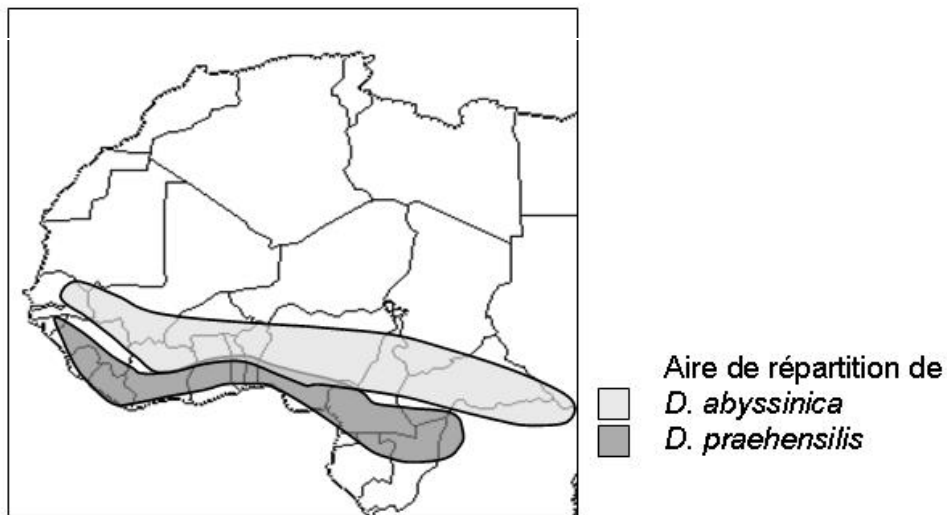 Aire de répartition de
D. abyssinica
D. praehensilis